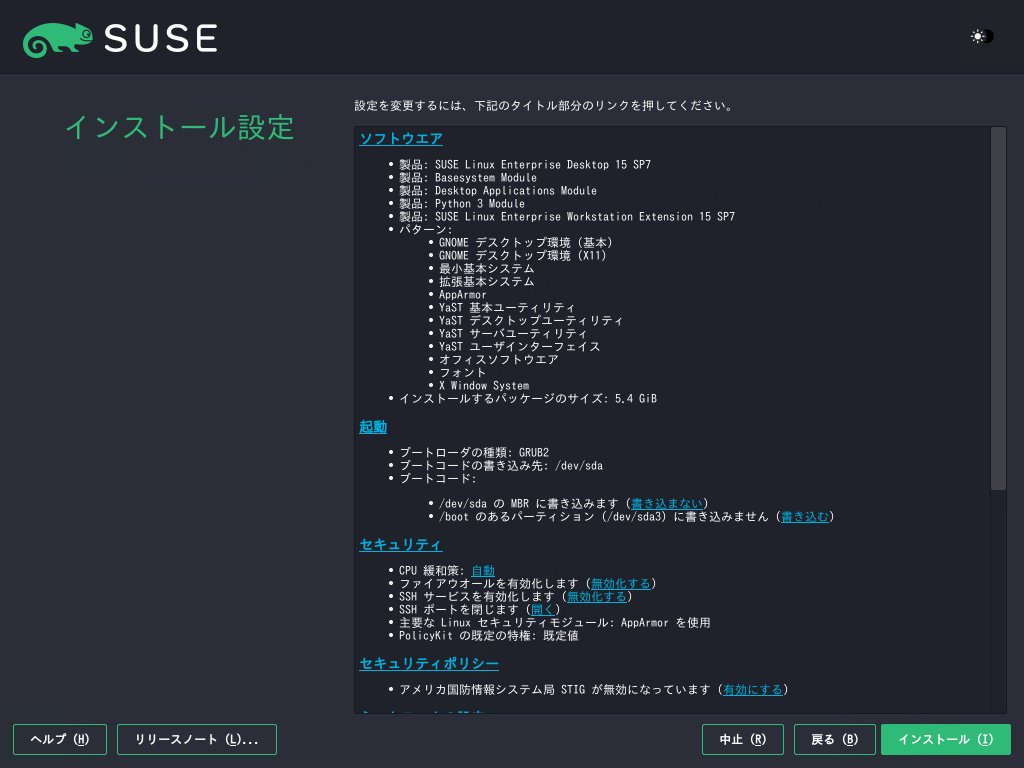 SUSE
インストール設定
設定を変更するには、下記のタイトル部分のリンクを押してください。
ソフトウエア
• 製品: SUSE Linux Enterprise Desktop 15 SP7
• 製品: Basesystem Module
• 製品: Desktop Applications Module
• 製品: Python 3 Module
• 製品: SUSE Linux Enterprise Workstation Extension 15 SP7
• パターン:
• GNOME デスクトップ環境 (基本)
• GNOME デスクトップ環境 (X11)
• 最小基本システム
• 拡張基本システム
• AppArmor
• YaST 基本ユーティリティ
• YaST デスクトップユーティリティ
• YaST サーバユーティリティ
• YaST ユーザインターフェイス
• オフィスソフトウエア
• フォント
• X Window System
• インストールするパッケージのサイズ: 5.4 GiB
起動
• ブートローダの種類: GRUB2
• ブートコードの書き込み先: /dev/sda
• ブートコード:
• /dev/sda の MBR に書き込みます (書き込まない)
• /boot のあるパーティション (/dev/sda3) に書き込みません (書き込む)
セキュリティ
• CPU 緩和策: 自動
• ファイアウオールを有効化します (無効化する)
• SSH サービスを有効化します (無効化する)
• SSH ポートを閉じます (開く)
• 主要な Linux セキュリティモジュール: AppArmor を使用
• PolicyKit の既定の特権: 既定値
セキュリティポリシー
• アメリカ国防情報システム局 STIG が無効になっています (有効にする)
ヘルプ (H)
リリースノート (L)...
中止 (R)
戻る (B)
インストール (I)